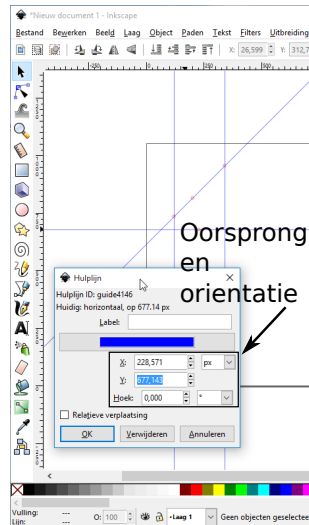 *Nieuw document 1 - Inkscape
Bestand Bewerken Beeld Laag Object Paden Tekst Filters Uitbreiding
X: 26,599 Y: 312,7
Oorsprong
en
orientatie
Hulplijn
Hulplijn ID: guide4146
Huidig: horizontaal, op 677.14 px
Label:
X: 228,571 px
Y: 677,143
Hoek: 0,000 °
Relatieve verplaatsing
OK Verwijderen Annuleren
Vulling: --- O: 100 •Laag 1 Geen objecten geselectee
Lijn: ---